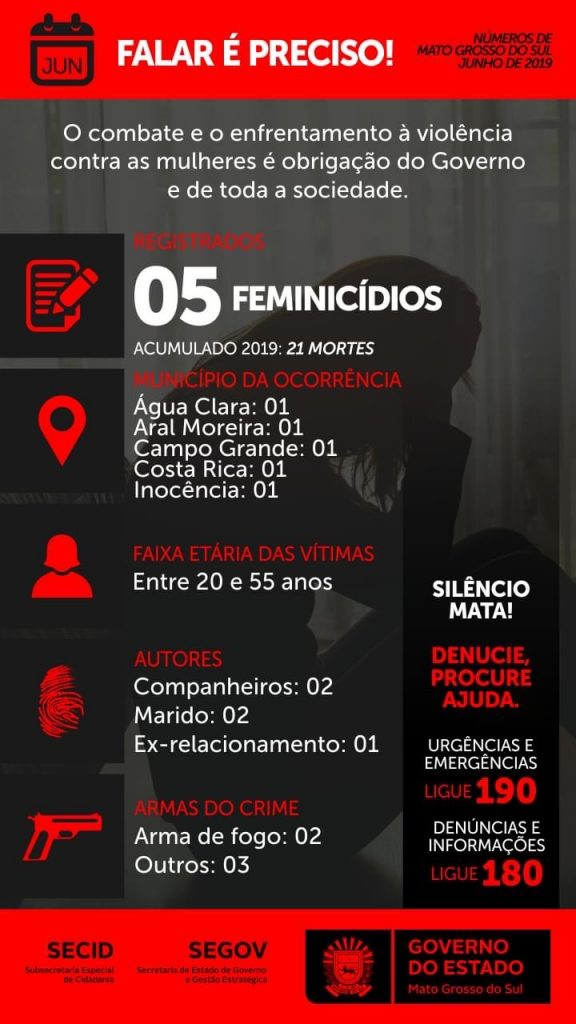 JUN
FALAR É PRECISO!
NÚMEROS DE
MATO GROSSO DO SUL
JUNHO DE 2019
O combate e o enfrentamento à violência
contra as mulheres é obrigação do Governo
e de toda a sociedade.
REGISTRADOS
05 FEMINICÍDIOS
ACUMULADO 2019: 21 MORTES
MUNICÍPIO DA OCORRÊNCIA
Água Clara: 01
Aral Moreira: 01
Campo Grande: 01
Costa Rica: 01
Inocência: 01
FAIXA ETÁRIA DAS VÍTIMAS
Entre 20 e 55 anos
AUTORES
Companheiros: 02
Marido: 02
Ex-relacionamento: 01
ARMAS DO CRIME
Arma de fogo: 02
Outros: 03
SILÊNCIO
MATA!
DENUCIE,
PROCURE
AJUDA.
URGÊNCIAS E
EMERGÊNCIAS
LIGUE 190
DENÚNCIAS E
INFORMAÇÕES
LIGUE 180
SECID
Subsecretaria Especial
de Cidadania
SEGOV
Secretaria de Estado de Governo
e Gestão Estratégica
GOVERNO
DO ESTADO
Mato Grosso do Sul